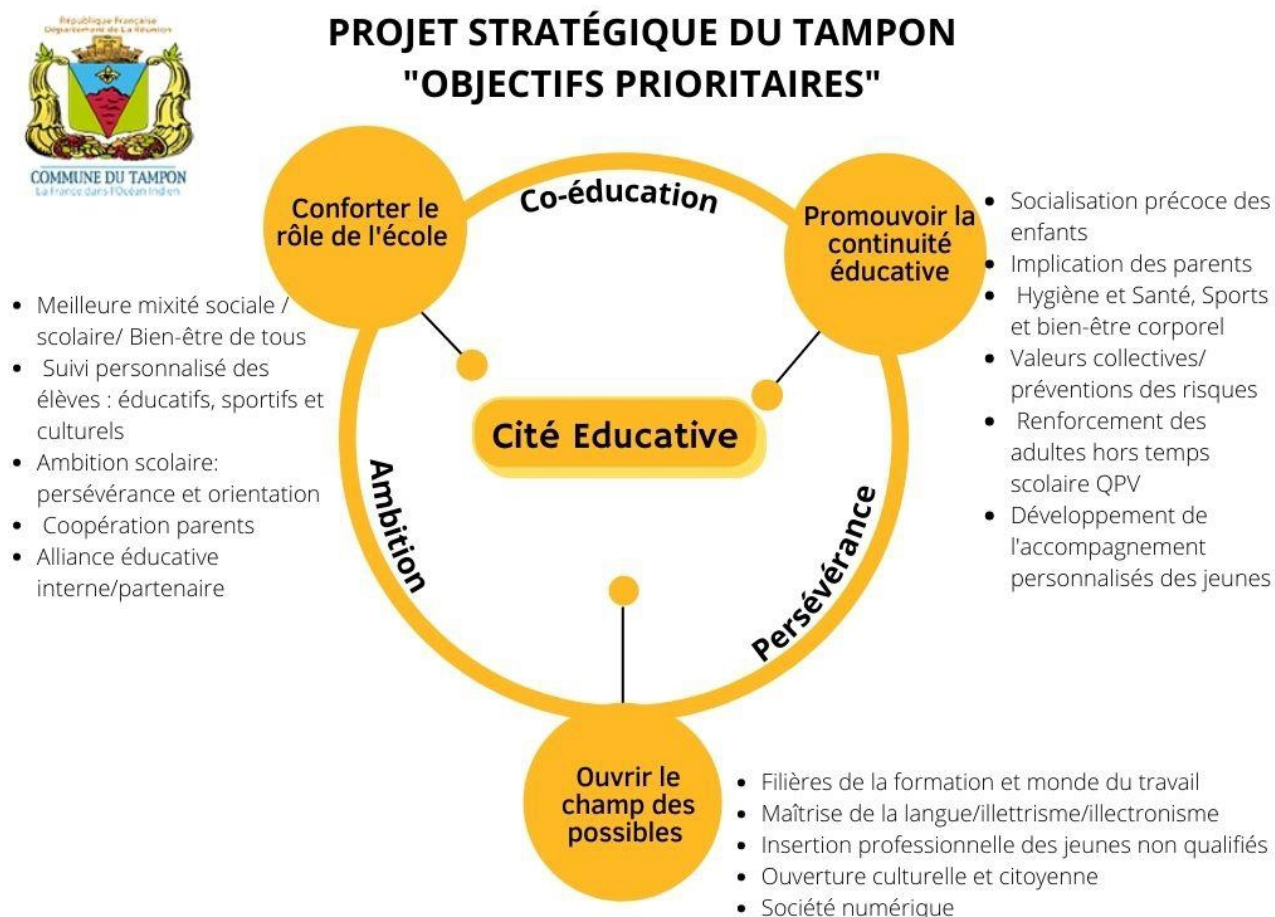 République Française
Département de La Réunion
COMMUNE DU TAMPON
La France dans l'Océan Indien
PROJET STRATÉGIQUE DU TAMPON
"OBJECTIFS PRIORITAIRES"
Conforter le
rôle de l'école
Co-éducation
Promouvoir la
continuité
éducative
• Meilleure mixité sociale /
scolaire/ Bien-être de tous
• Suivi personnalisé des
élèves : éducatifs, sportifs et
culturels
• Ambition scolaire:
persévérance et orientation
• Coopération parents
• Alliance éducative
interne/partenaire
• Socialisation précoce des
enfants
• Implication des parents
• Hygiène et Santé, Sports
et bien-être corporel
• Valeurs collectives/
préventions des risques
• Renforcement des
adultes hors temps
scolaire QPV
• Développement de
l'accompagnement
personnalisés des jeunes
Cité Educative
Ambition
Persévérance
Ouvrir le
champ des
possibles
• Filières de la formation et monde du travail
• Maîtrise de la langue/illettrisme/illectronisme
• Insertion professionnelle des jeunes non qualifiés
• Ouverture culturelle et citoyenne
• Société numérique